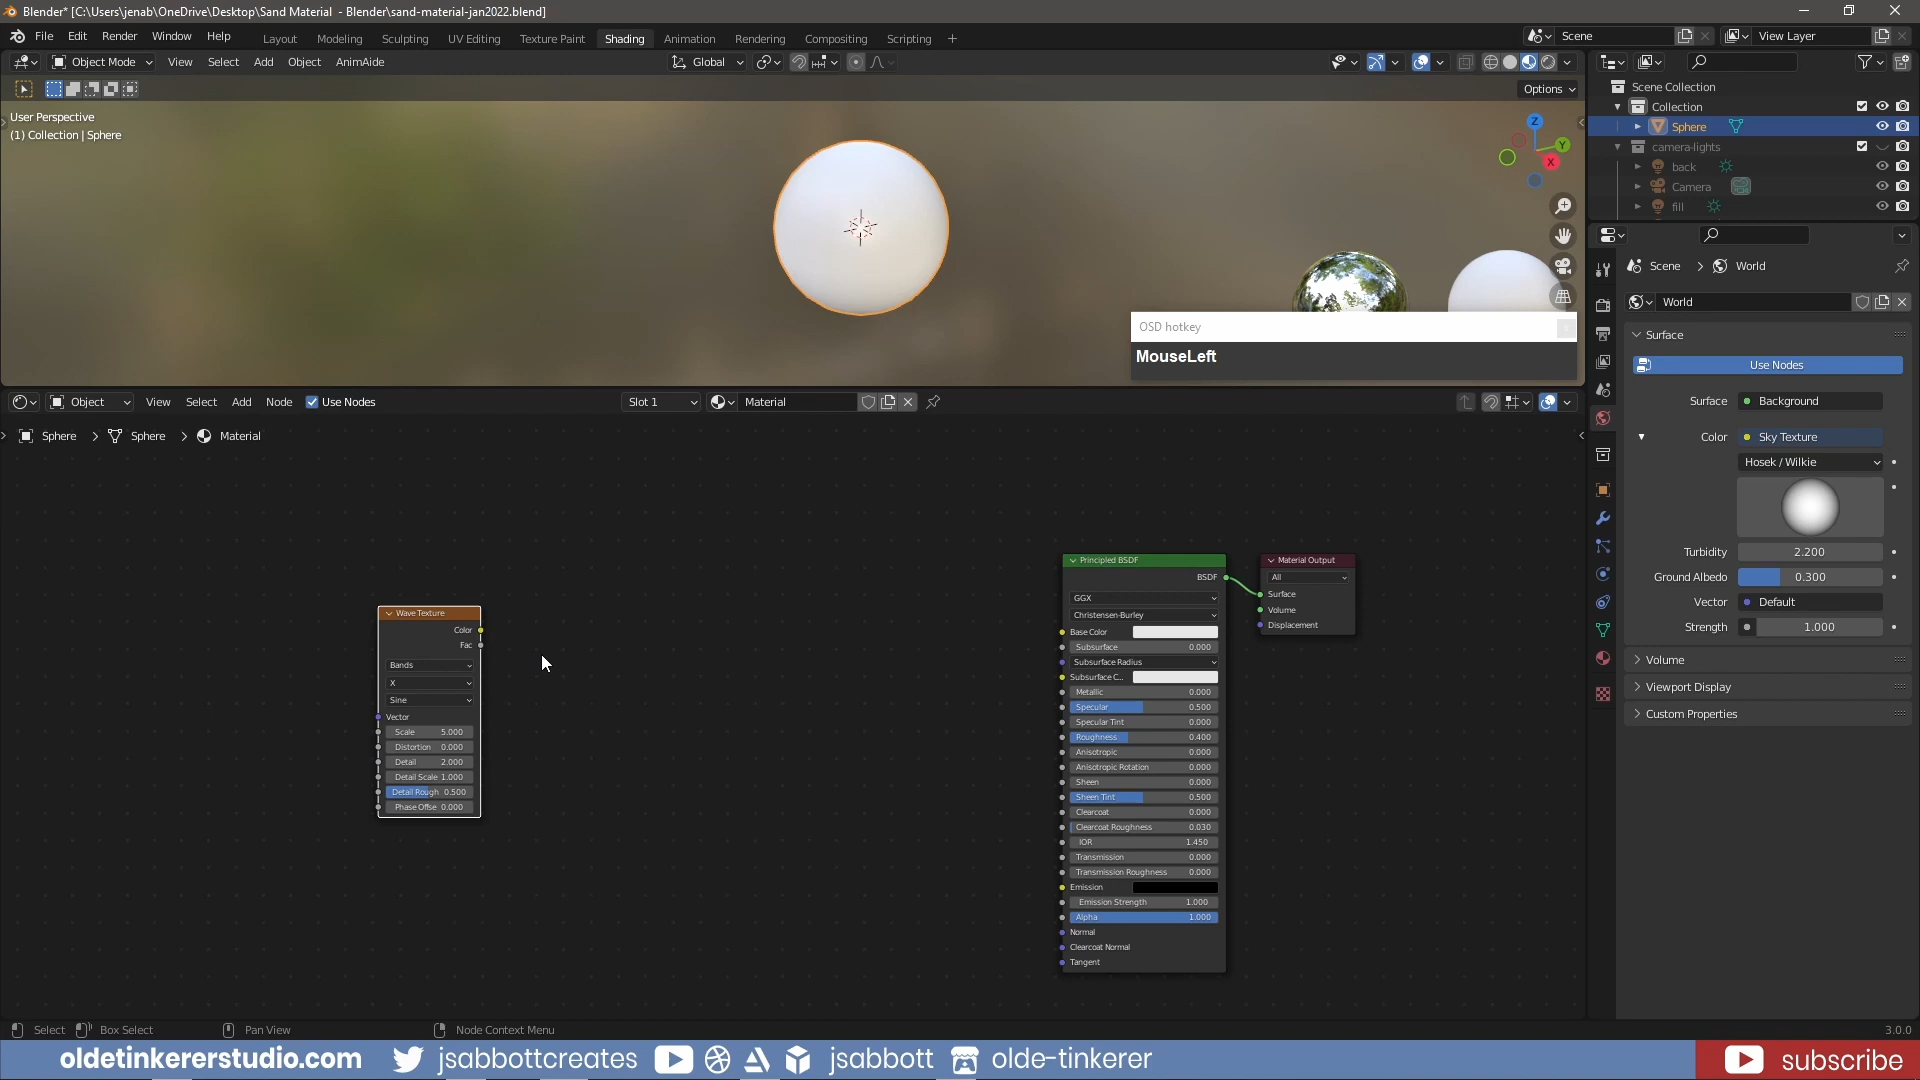 Blender* [C:\Users\jenab\OneDrive\Desktop\Sand Material - Blender\sand-material-jan2022.blend]
File Edit Render Window Help Layout Modeling Sculpting UV Editing Texture Paint Shading Animation Rendering Compositing Scripting + Scene View Layer
Object Mode View Select Add Object AnimAide Global
Options
User Perspective
(1) Collection | Sphere
Z
Y
X
OSD hotkey
MouseLeft
Scene Collection
Collection
Sphere
camera-lights
back
Camera
fill
Scene > World
World
Surface
Use Nodes
Surface Background
Color Sky Texture
Hosek / Wilkie
Turbidity 2.200
Ground Albedo 0.300
Vector Default
Strength 1.000
Volume
Viewport Display
Custom Properties
Object View Select Add Node Use Nodes Slot 1 Material
Sphere > Sphere > Material
Wave Texture
Color
Fac
Bands
X
Sine
Vector
Scale 5.000
Distortion 0.000
Detail 2.000
Detail Scale 1.000
Detail Rough 0.500
Phase Offse 0.000
Principled BSDF
BSDF
GGX
Christensen-Burley
Base Color
Subsurface 0.000
Subsurface Radius
Subsurface C...
Metallic 0.000
Specular 0.500
Specular Tint 0.000
Roughness 0.400
Anisotropic 0.000
Anisotropic Rotation 0.000
Sheen 0.000
Sheen Tint 0.500
Clearcoat 0.000
Clearcoat Roughness 0.030
IOR 1.450
Transmission 0.000
Transmission Roughness 0.000
Emission
Emission Strength 1.000
Alpha 1.000
Normal
Clearcoat Normal
Tangent
Material Output
All
Surface
Volume
Displacement
Select Box Select Pan View Node Context Menu 3.0.0
oldetinkererstudio.com jsabbottcreates jsabbott olde-tinkerer subscribe